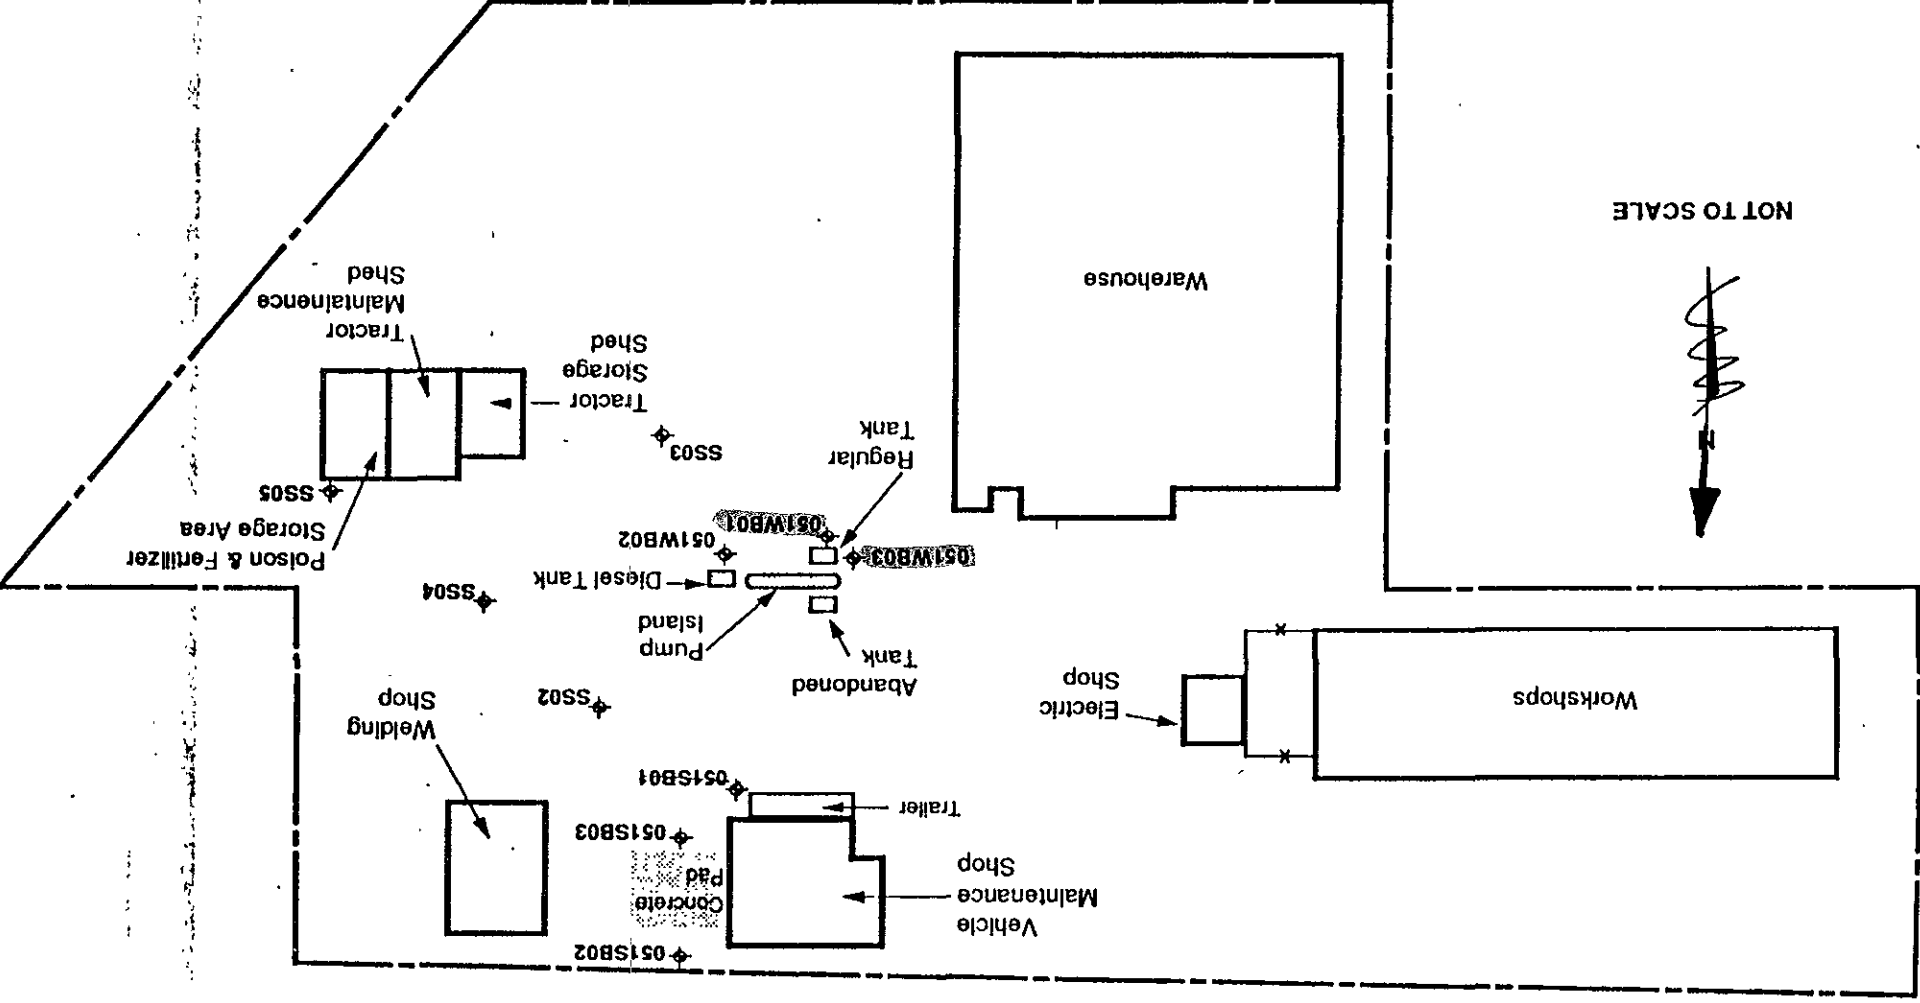 051SB02
Vehicle
Maintenance
Shop
Concrete
Pad
051SB03
Trailer
051SB01
Welding
Shop
Electric
Shop
Workshops
SS02
Abandoned
Tank
Pump
Island
SS04
Diesel Tank
051WB03
051WB02
051WB01
Poison & Fertilizer
Storage Area
SS05
Regular
Tank
SS03
N
Tractor
Storage
Shed
Tractor
Maintainence
Shed
Warehouse
NOT TO SCALE